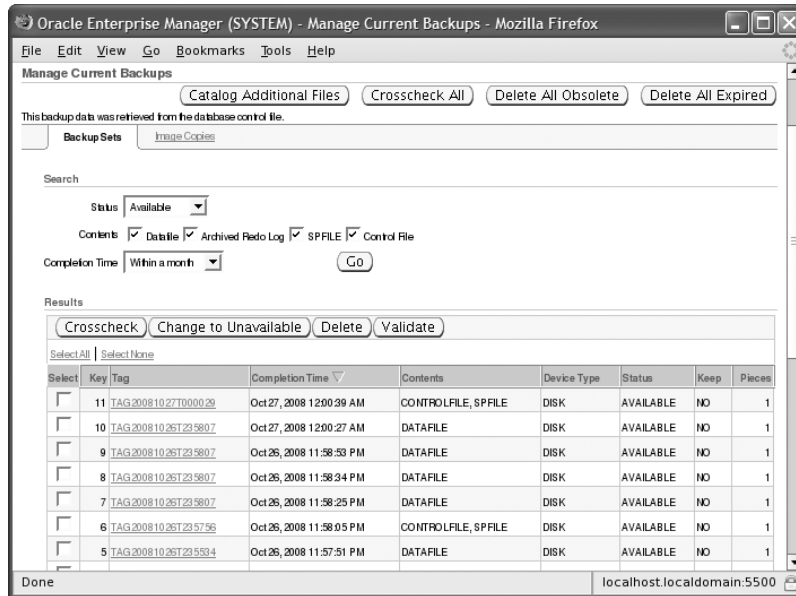 Oracle Enterprise Manager (SYSTEM) - Manage Current Backups - Mozilla Firefox
File Edit View Go Bookmarks Tools Help
Manage Current Backups
Catalog Additional Files Crosscheck All Delete All Obsolete Delete All Expired
This backup data was retrieved from the database control file.
Backup Sets Image Copies
Search
Status Available
Contents Datafile Archived Redo Log SPFILE Control File
Completion Time Within a month Go
Results
Crosscheck Change to Unavailable Delete Validate
Select All | Select None
Select Key Tag Completion Time Contents Device Type Status Keep Pieces
11 TAG20081027T000029 Oct 27, 2008 12:00:39 AM CONTROLFILE, SPFILE DISK AVAILABLE NO 1
10 TAG20081026T235807 Oct 27, 2008 12:00:27 AM DATAFILE DISK AVAILABLE NO 1
9 TAG20081026T235807 Oct 26, 2008 11:58:53 PM DATAFILE DISK AVAILABLE NO 1
8 TAG20081026T235807 Oct 26, 2008 11:58:34 PM DATAFILE DISK AVAILABLE NO 1
7 TAG20081026T235807 Oct 26, 2008 11:58:25 PM DATAFILE DISK AVAILABLE NO 1
6 TAG20081026T235756 Oct 26, 2008 11:58:05 PM CONTROLFILE, SPFILE DISK AVAILABLE NO 1
5 TAG20081026T235534 Oct 26, 2008 11:57:51 PM DATAFILE DISK AVAILABLE NO 1
Done localhost.localdomain:5500